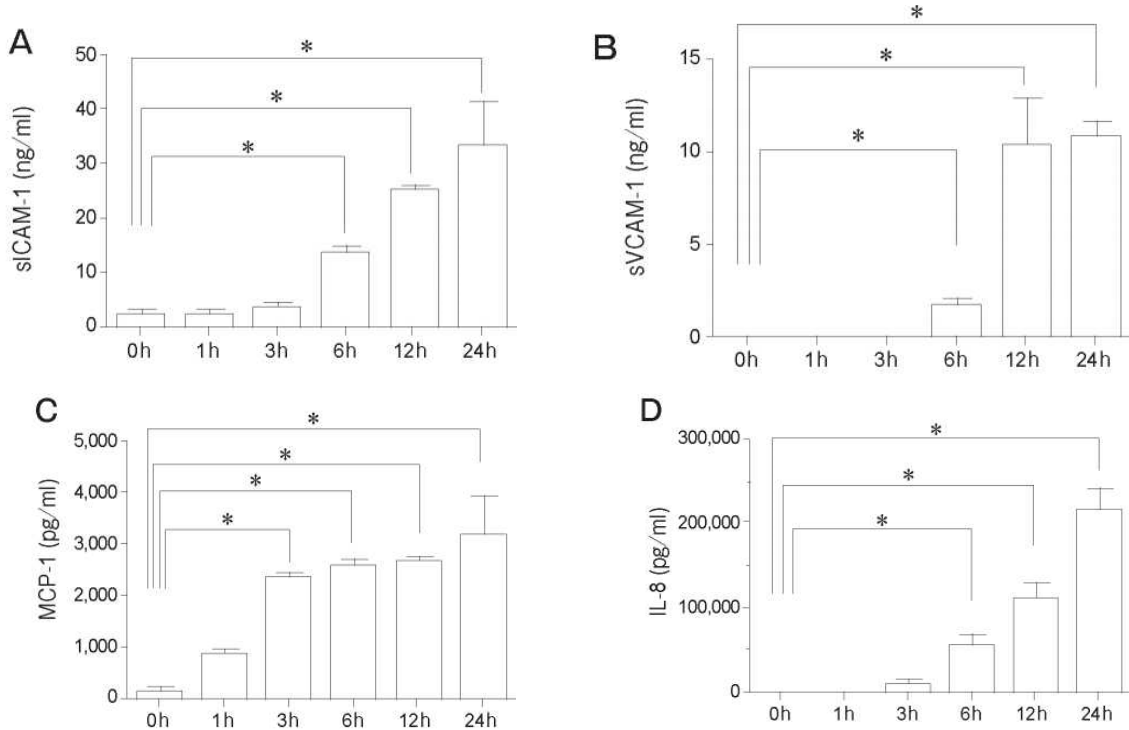 A
sICAM-1 (ng/ml)
50
40
30
20
10
0
*
*
*
0h 1h 3h 6h 12h 24h
B
sVCAM-1 (ng/ml)
15
10
5
0
*
*
*
0h 1h 3h 6h 12h 24h
C
MCP-1 (pg/ml)
5,000
4,000
3,000
2,000
1,000
0
*
*
*
*
0h 1h 3h 6h 12h 24h
D
IL-8 (pg/ml)
300,000
200,000
100,000
0
*
*
*
0h 1h 3h 6h 12h 24h